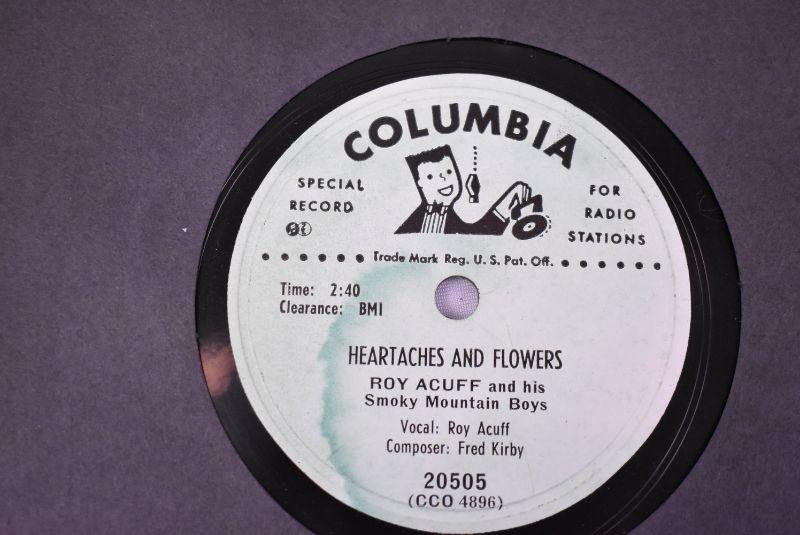 COLUMBIA
SPECIAL RECORD
FOR RADIO STATIONS
Trade Mark Reg. U. S. Pat. Off.
Time: 2:40
Clearance: BMI
HEARTACHES AND FLOWERS
ROY ACUFF and his
Smoky Mountain Boys
Vocal: Roy Acuff
Composer: Fred Kirby
20505
(CCO 4896)